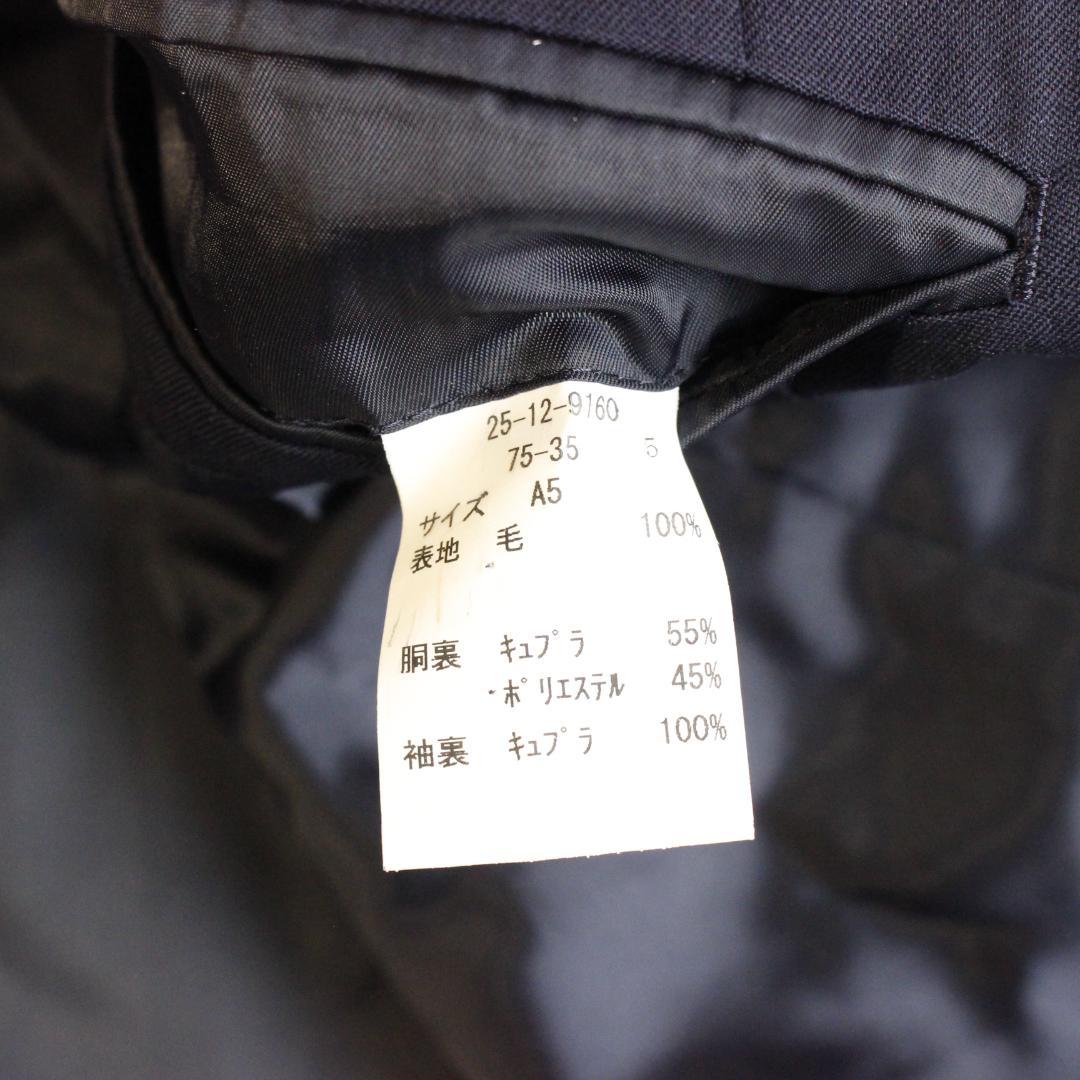 25-12-9160
75-35 5
サイズ A5
表地 毛 100%
胴裏 ｷｭﾌﾟﾗ 55%
ﾎﾟﾘｴｽﾃﾙ 45%
袖裏 ｷｭﾌﾟﾗ 100%